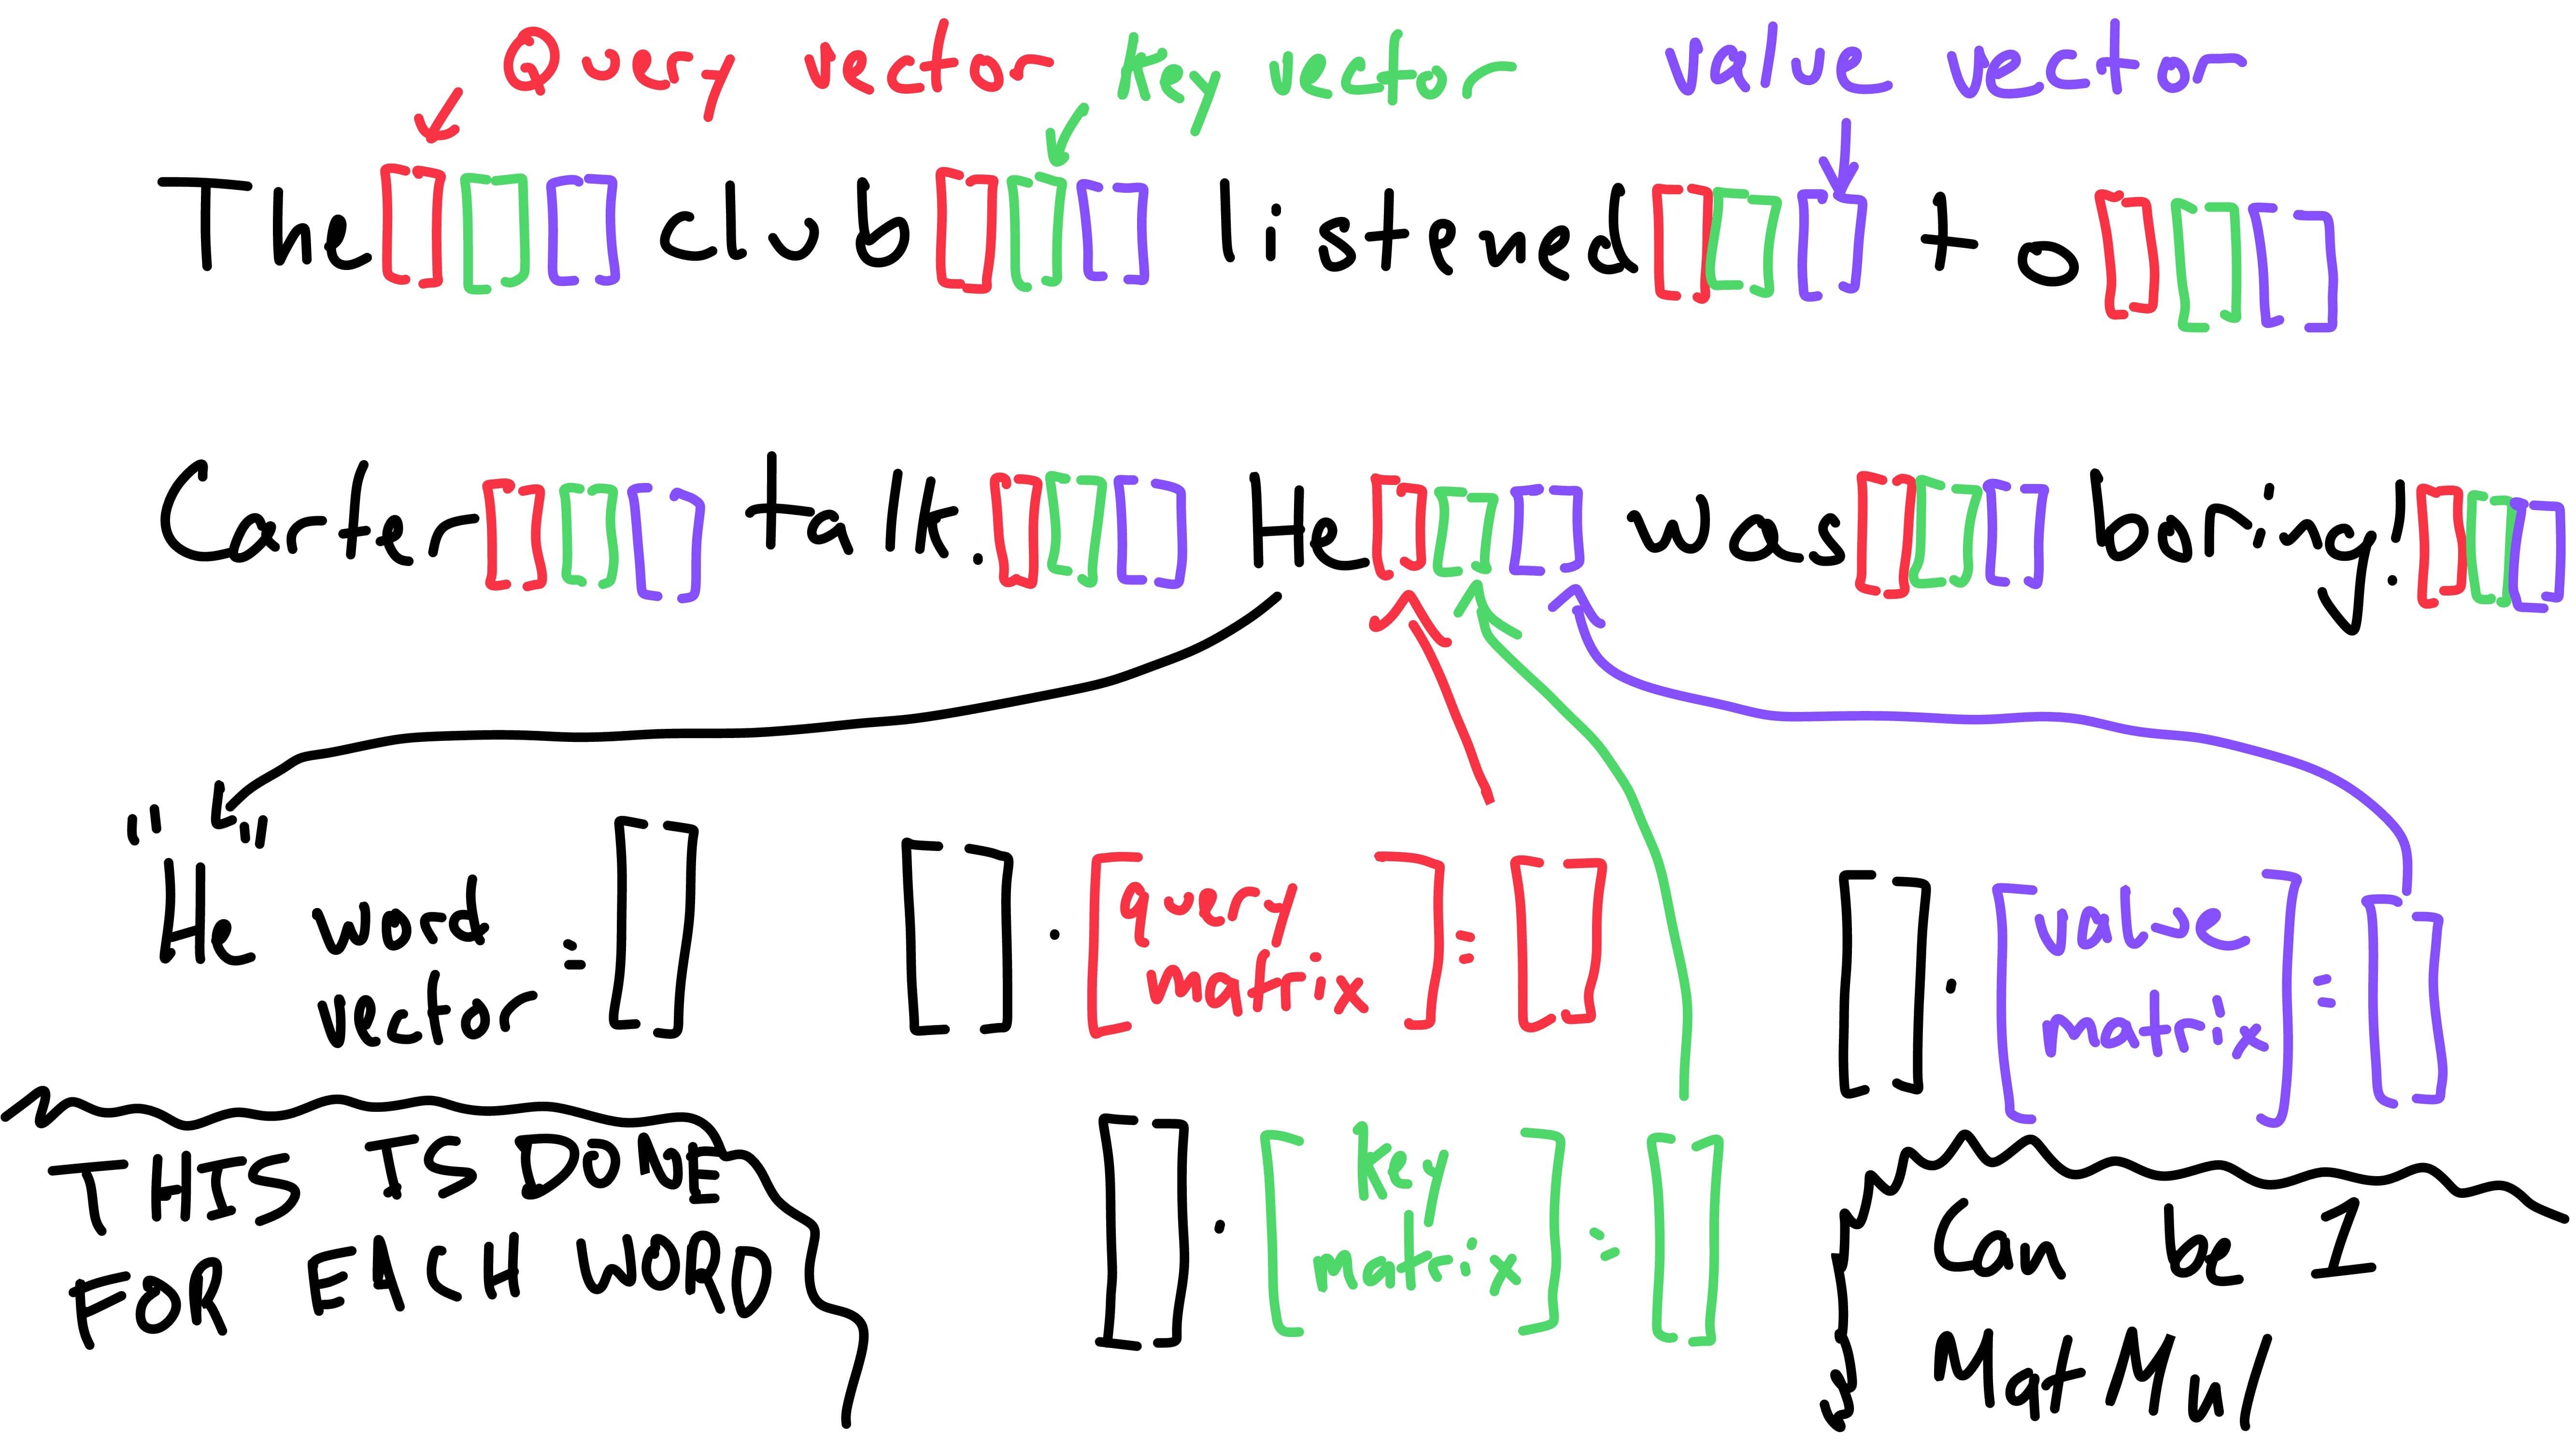 Query vector Key vector value vector
The [] [] [] club [] [] [] listened [] [] [] to [] [] []
Carter [] [] [] talk. [] [] [] He [] [] [] was [] [] [] boring! [] [] []
"He" word vector = []
[] · [query matrix] = []
[] · [value matrix] = []
[] · [key matrix] = []
THIS IS DONE
FOR EACH WORD
Can be 1
MatMul